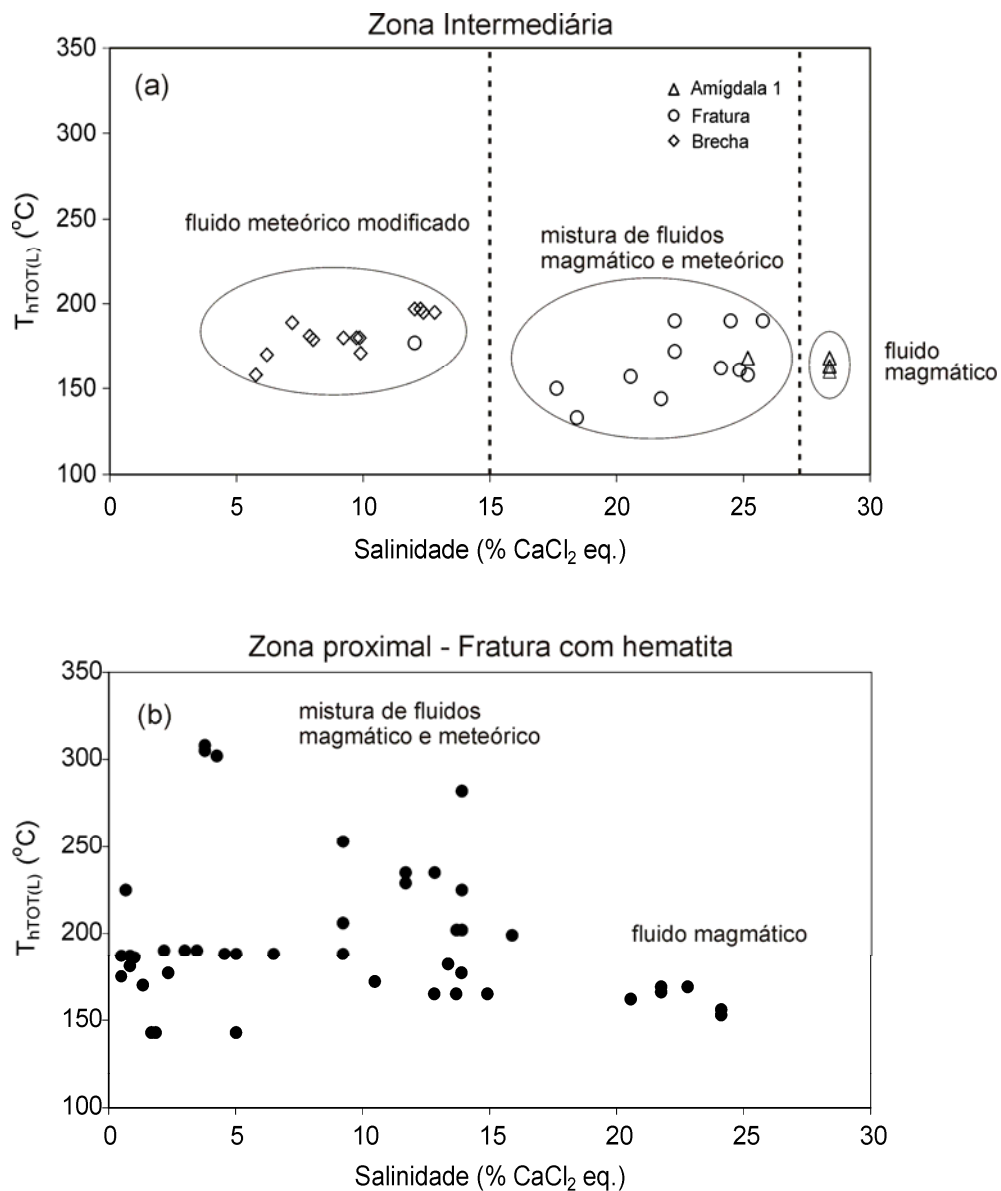 Zona Intermediária
350
300
250
200
150
100
(a)
Amígdala 1
Fratura
Brecha
fluido meteórico modificado
mistura de fluidos
magmático e meteórico
fluido
magmático
ThTOT(L) (°C)
0 5 10 15 20 25 30
Salinidade (% CaCl₂ eq.)
Zona proximal - Fratura com hematita
350
300
250
200
150
100
(b)
mistura de fluidos
magmático e meteórico
fluido magmático
ThTOT(L) (°C)
0 5 10 15 20 25 30
Salinidade (% CaCl₂ eq.)